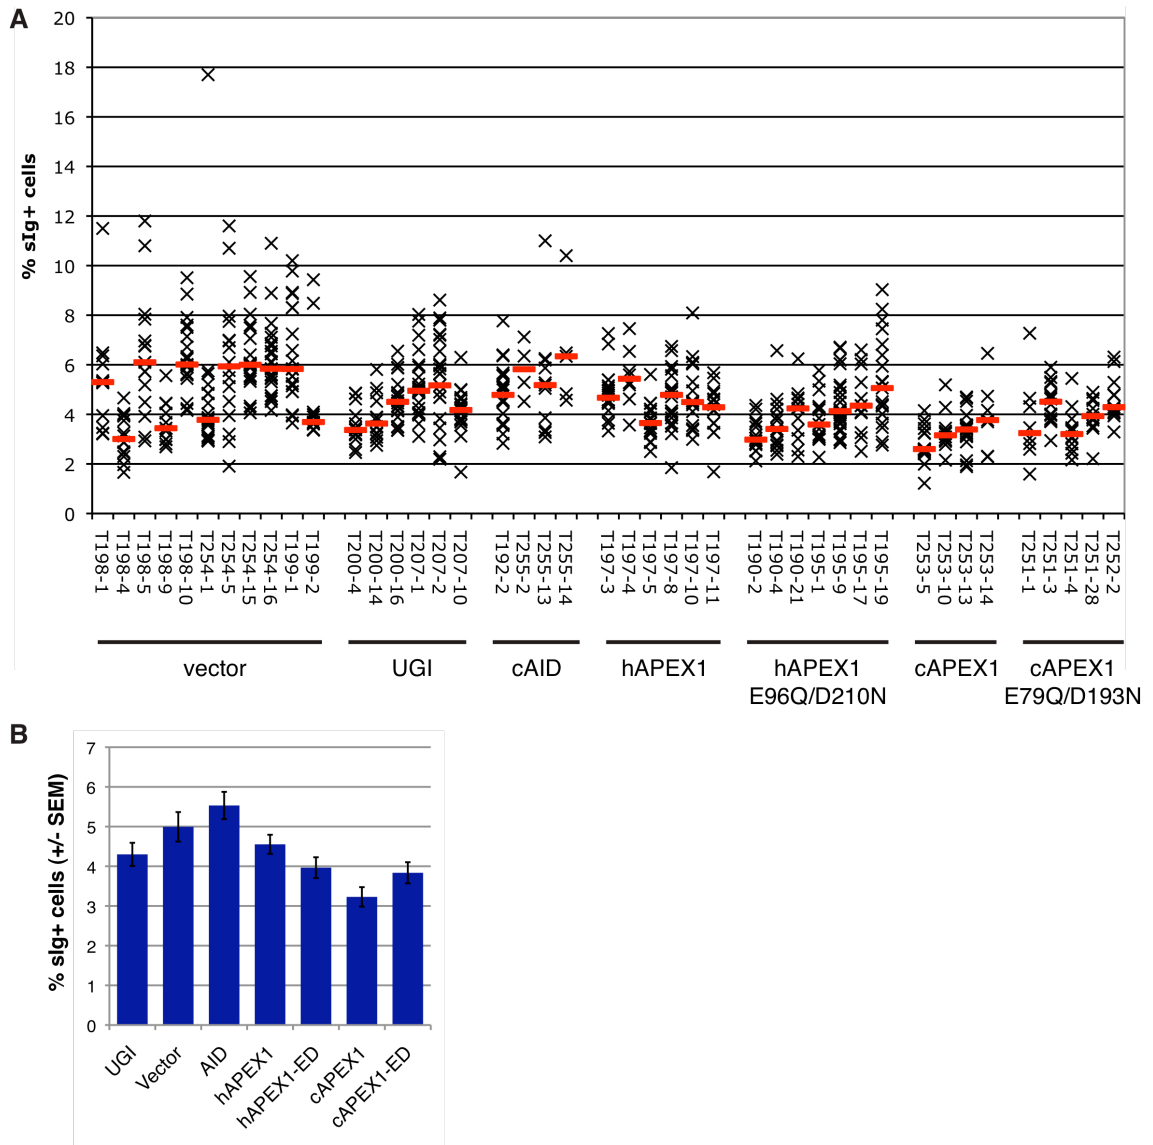 A
20
18
16
14
12
10
8
6
4
2
0
% sIg+ cells
T198-1
T198-4
T198-5
T198-9
T198-10
T254-1
T254-5
T254-15
T254-16
T199-1
T199-2
T200-4
T200-14
T200-16
T207-1
T207-2
T207-10
T192-2
T255-2
T255-13
T255-14
T197-3
T197-4
T197-5
T197-8
T197-10
T197-11
T190-2
T190-4
T190-21
T195-1
T195-9
T195-17
T195-19
T253-5
T253-10
T253-13
T253-14
T251-1
T251-3
T251-4
T251-28
T252-2
vector
UGI
cAID
hAPEX1
hAPEX1
E96Q/D210N
cAPEX1
cAPEX1
E79Q/D193N
B
7
6
5
4
3
2
1
0
% sIg+ cells (+/- SEM)
UGI
Vector
AID
hAPEX1
hAPEX1-ED
cAPEX1
cAPEX1-ED